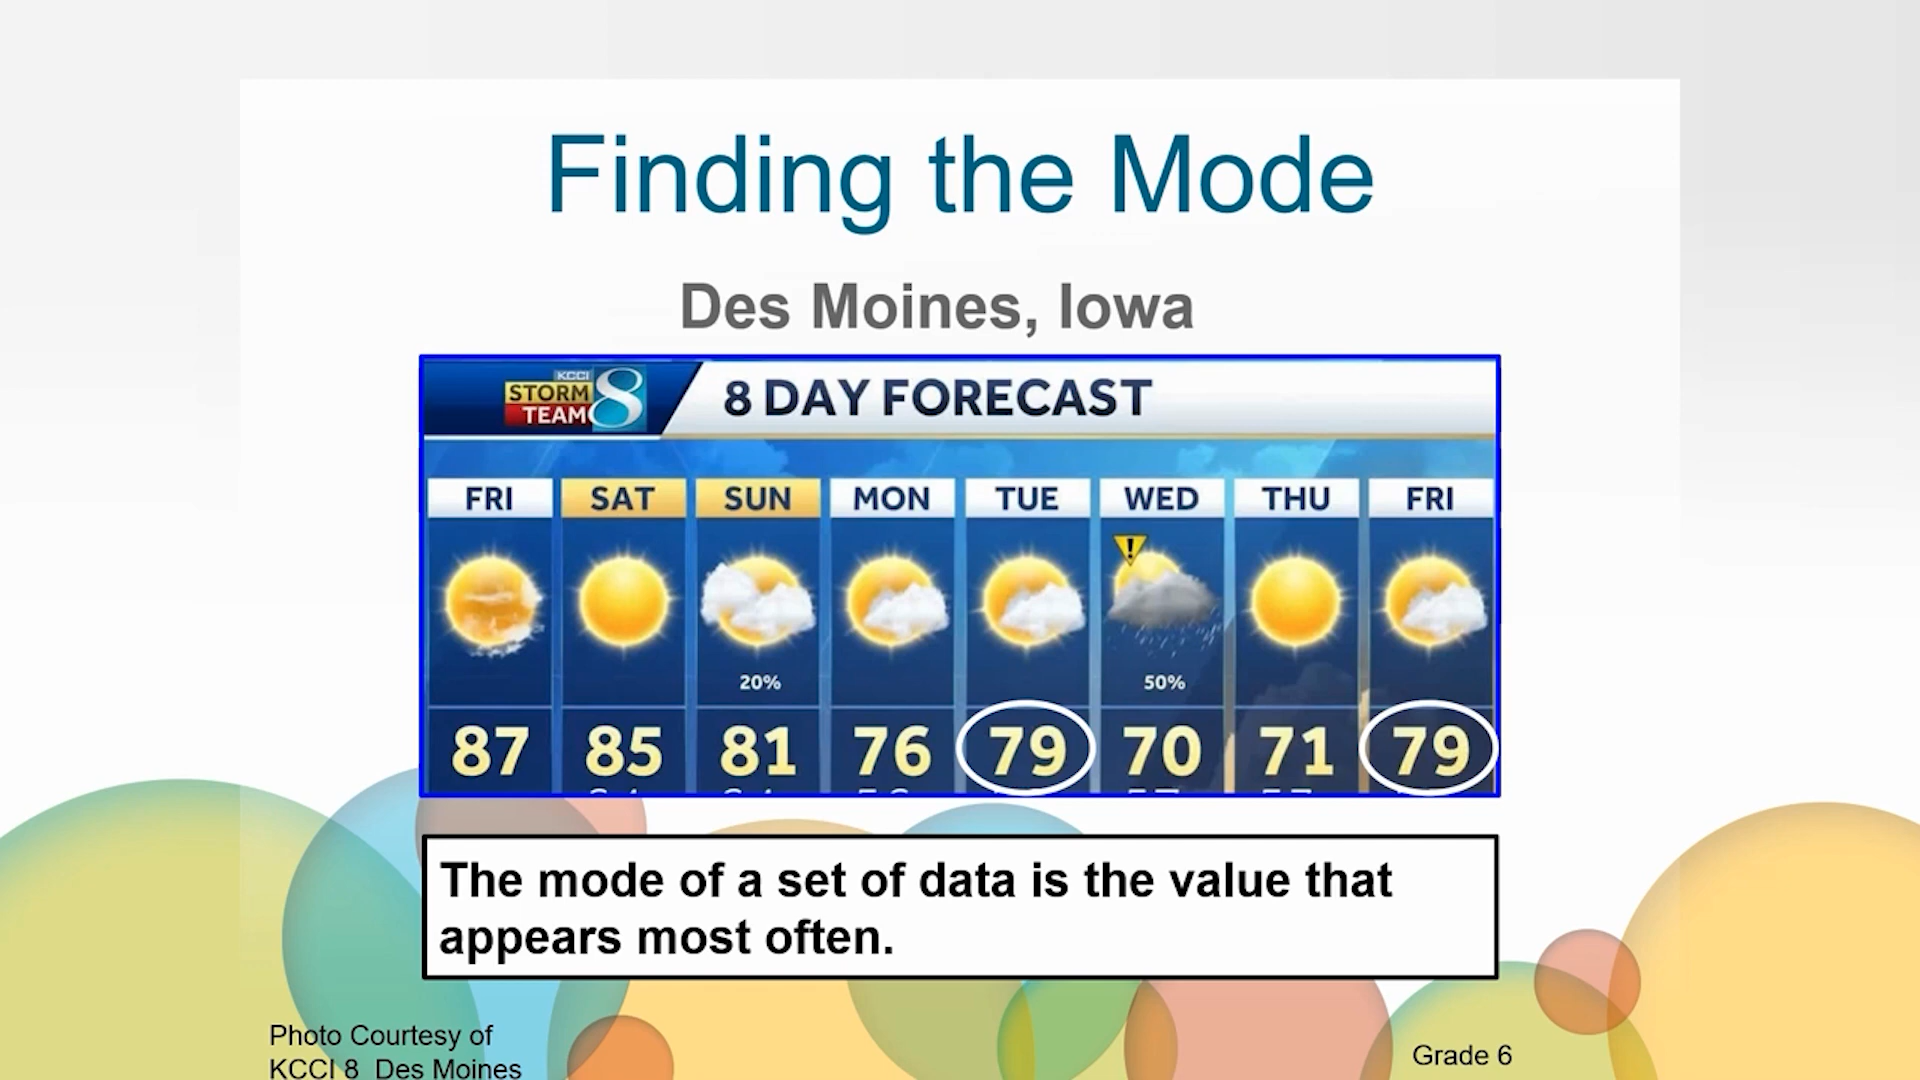 Finding the Mode
Des Moines, Iowa
KCCI
STORM
TEAM 8
8 DAY FORECAST
FRI SAT SUN MON TUE WED THU FRI
!
20% 50%
87 85 81 76 79 70 71 79
The mode of a set of data is the value that
appears most often.
Photo Courtesy of
KCCI 8 Des Moines
Grade 6